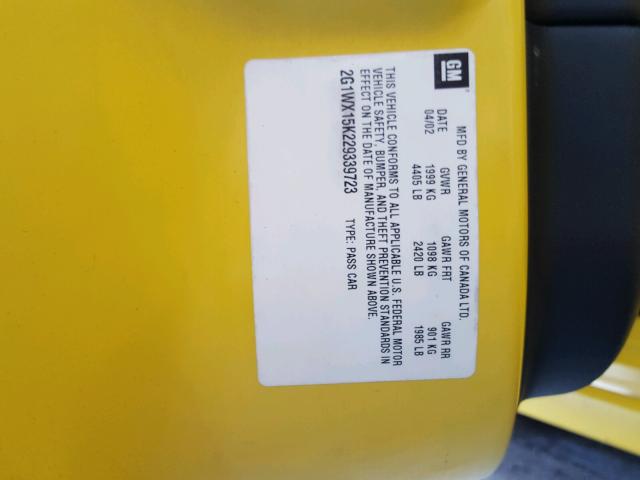 GM
MFD BY GENERAL MOTORS OF CANADA LTD.
DATE GVWR GAWR FRT GAWR RR
04/02 1999 KG 1098 KG 901 KG
4405 LB 2420 LB 1985 LB
THIS VEHICLE CONFORMS TO ALL APPLICABLE U.S. FEDERAL MOTOR
VEHICLE SAFETY, BUMPER, AND THEFT PREVENTION STANDARDS IN
EFFECT ON THE DATE OF MANUFACTURE SHOWN ABOVE.
2G1WX15K229339723 TYPE: PASS CAR